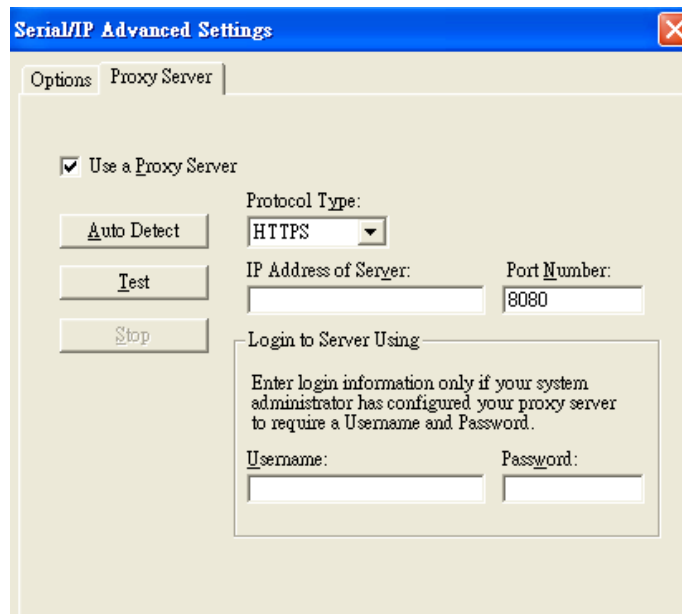 Serial/IP Advanced Settings
Options
Proxy Server
Use a Proxy Server
Auto Detect
Test
Stop
Protocol Type:
HTTPS
IP Address of Server:
Port Number:
8080
Login to Server Using
Enter login information only if your system
administrator has configured your proxy server
to require a Username and Password.
Username:
Password: